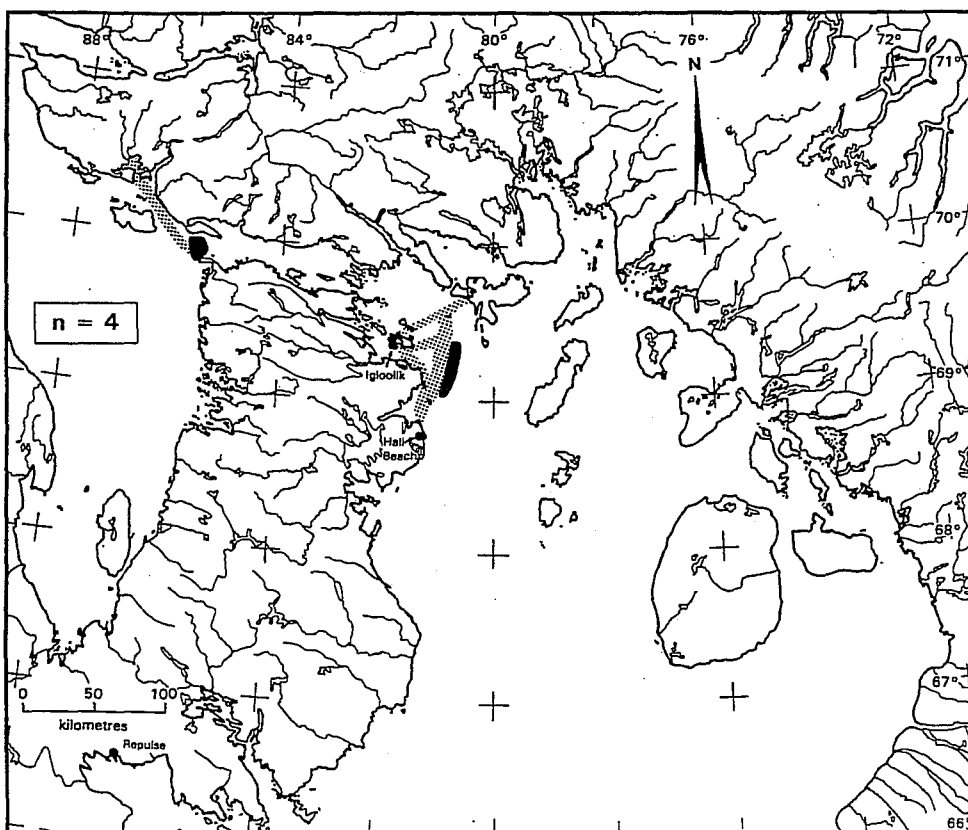 88° 84° 80° 76° 72°
71°
N
70°
n = 4
69°
Igloolik
Hall
Beach
68°
67°
0 50 100
kilometres
Repulse
66°